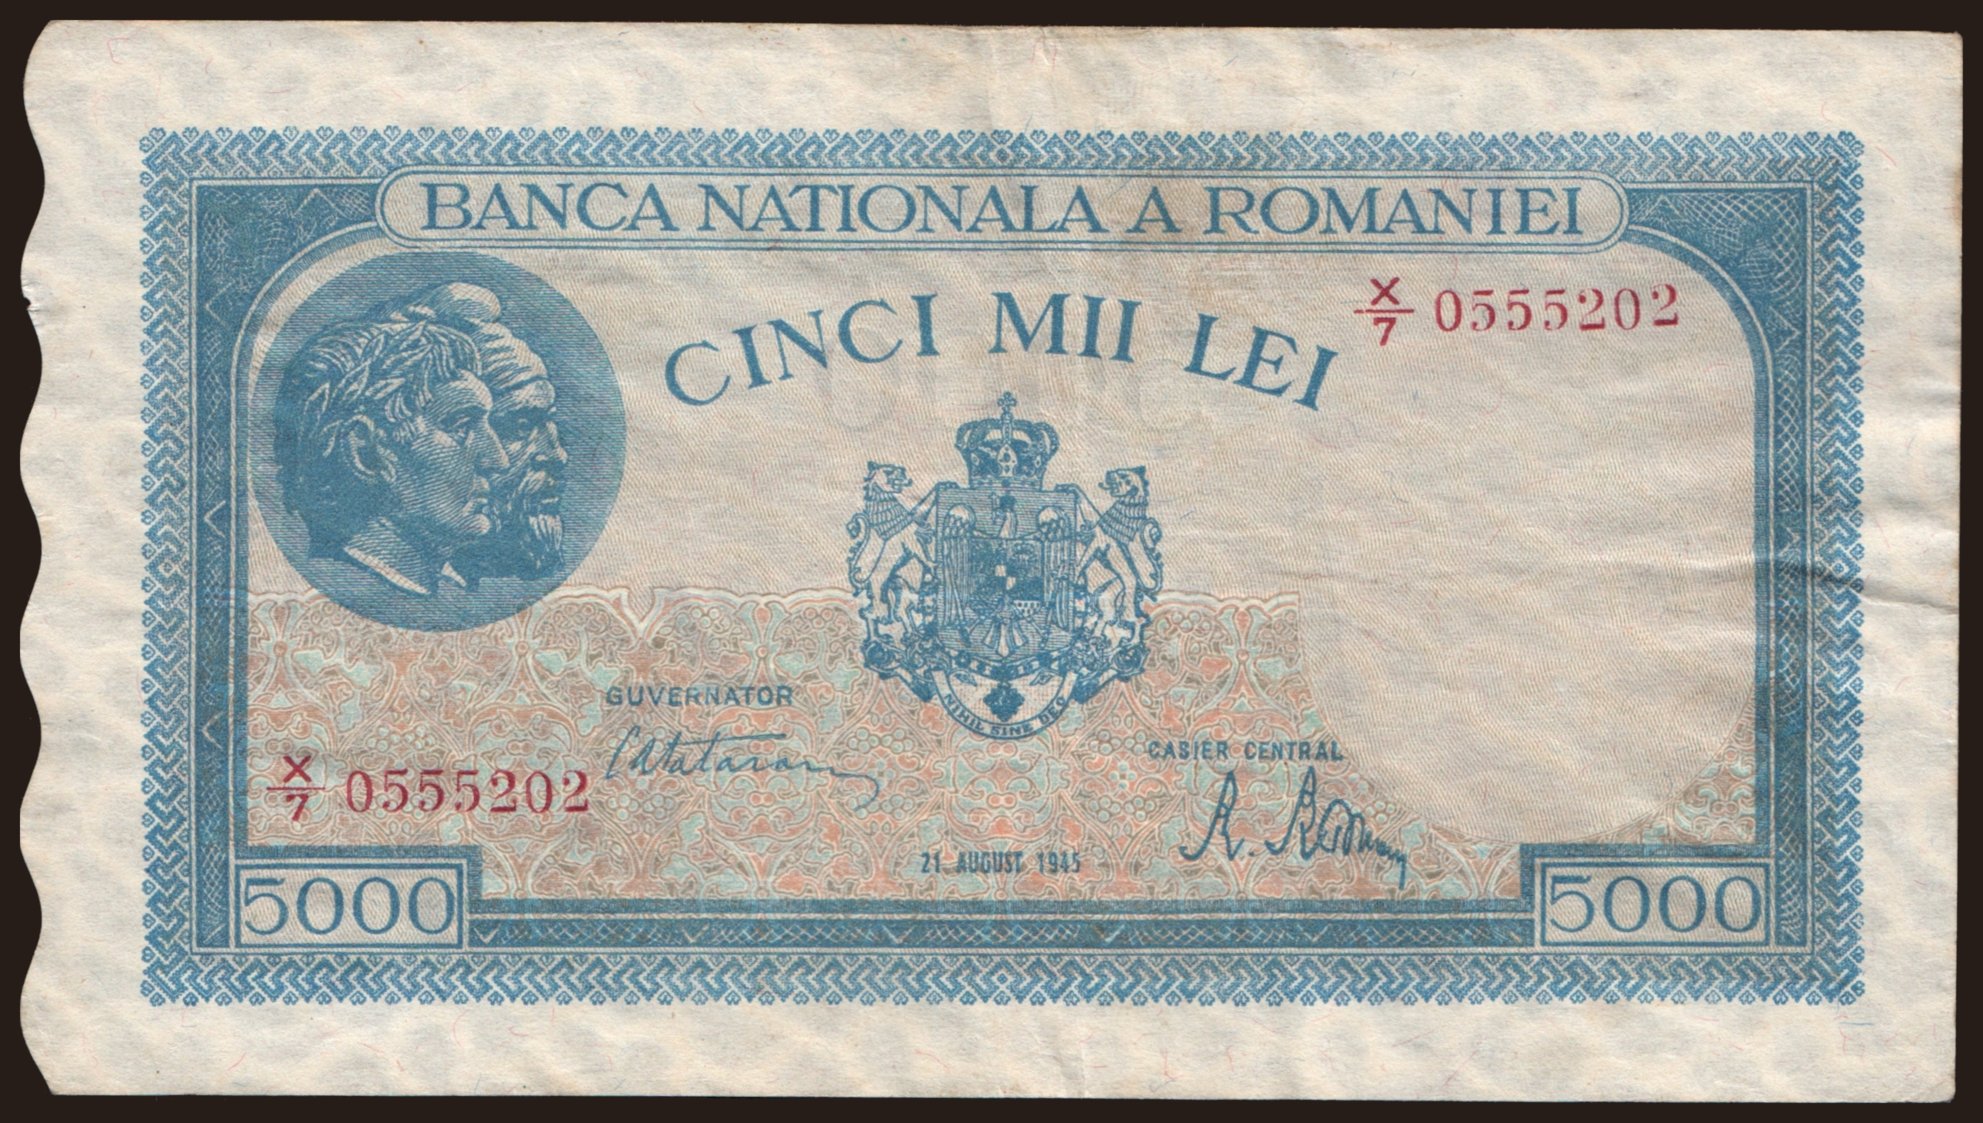 BANCA NATIONALA A ROMANIEI
CINCI MII LEI
X/7 0555202
NIHIL SINE DEO
GUVERNATOR
CASIER CENTRAL
X/7 0555202
21 AUGUST 1945
5000
5000